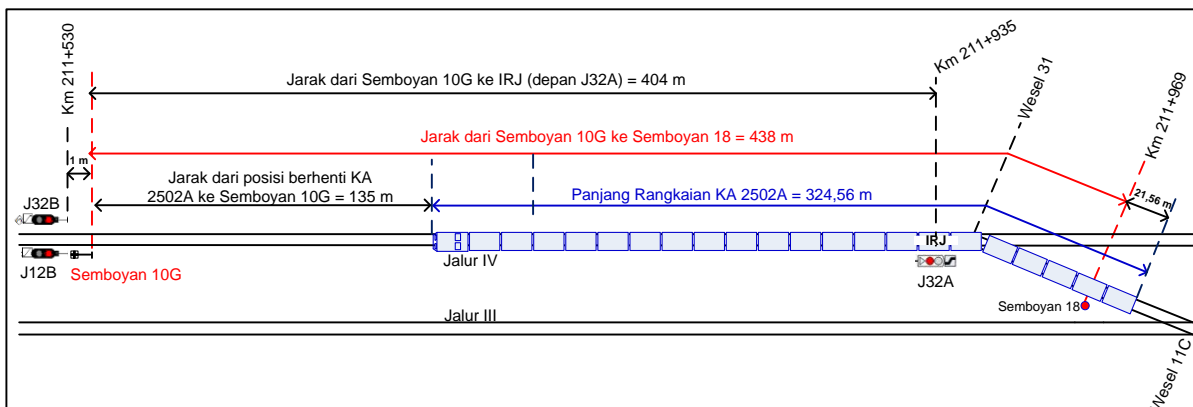 Km 211+530
Jarak dari Semboyan 10G ke IRJ (depan J32A) = 404 m
Km 211+935
Wesel 31
Km 211+969
Jarak dari Semboyan 10G ke Semboyan 18 = 438 m
1 m
Jarak dari posisi berhenti KA
2502A ke Semboyan 10G = 135 m
Panjang Rangkaian KA 2502A = 324,56 m
21,56 m
J32B
J12B
Semboyan 10G
Jalur IV
IRJ
J32A
Semboyan 18
Jalur III
Wesel 11C